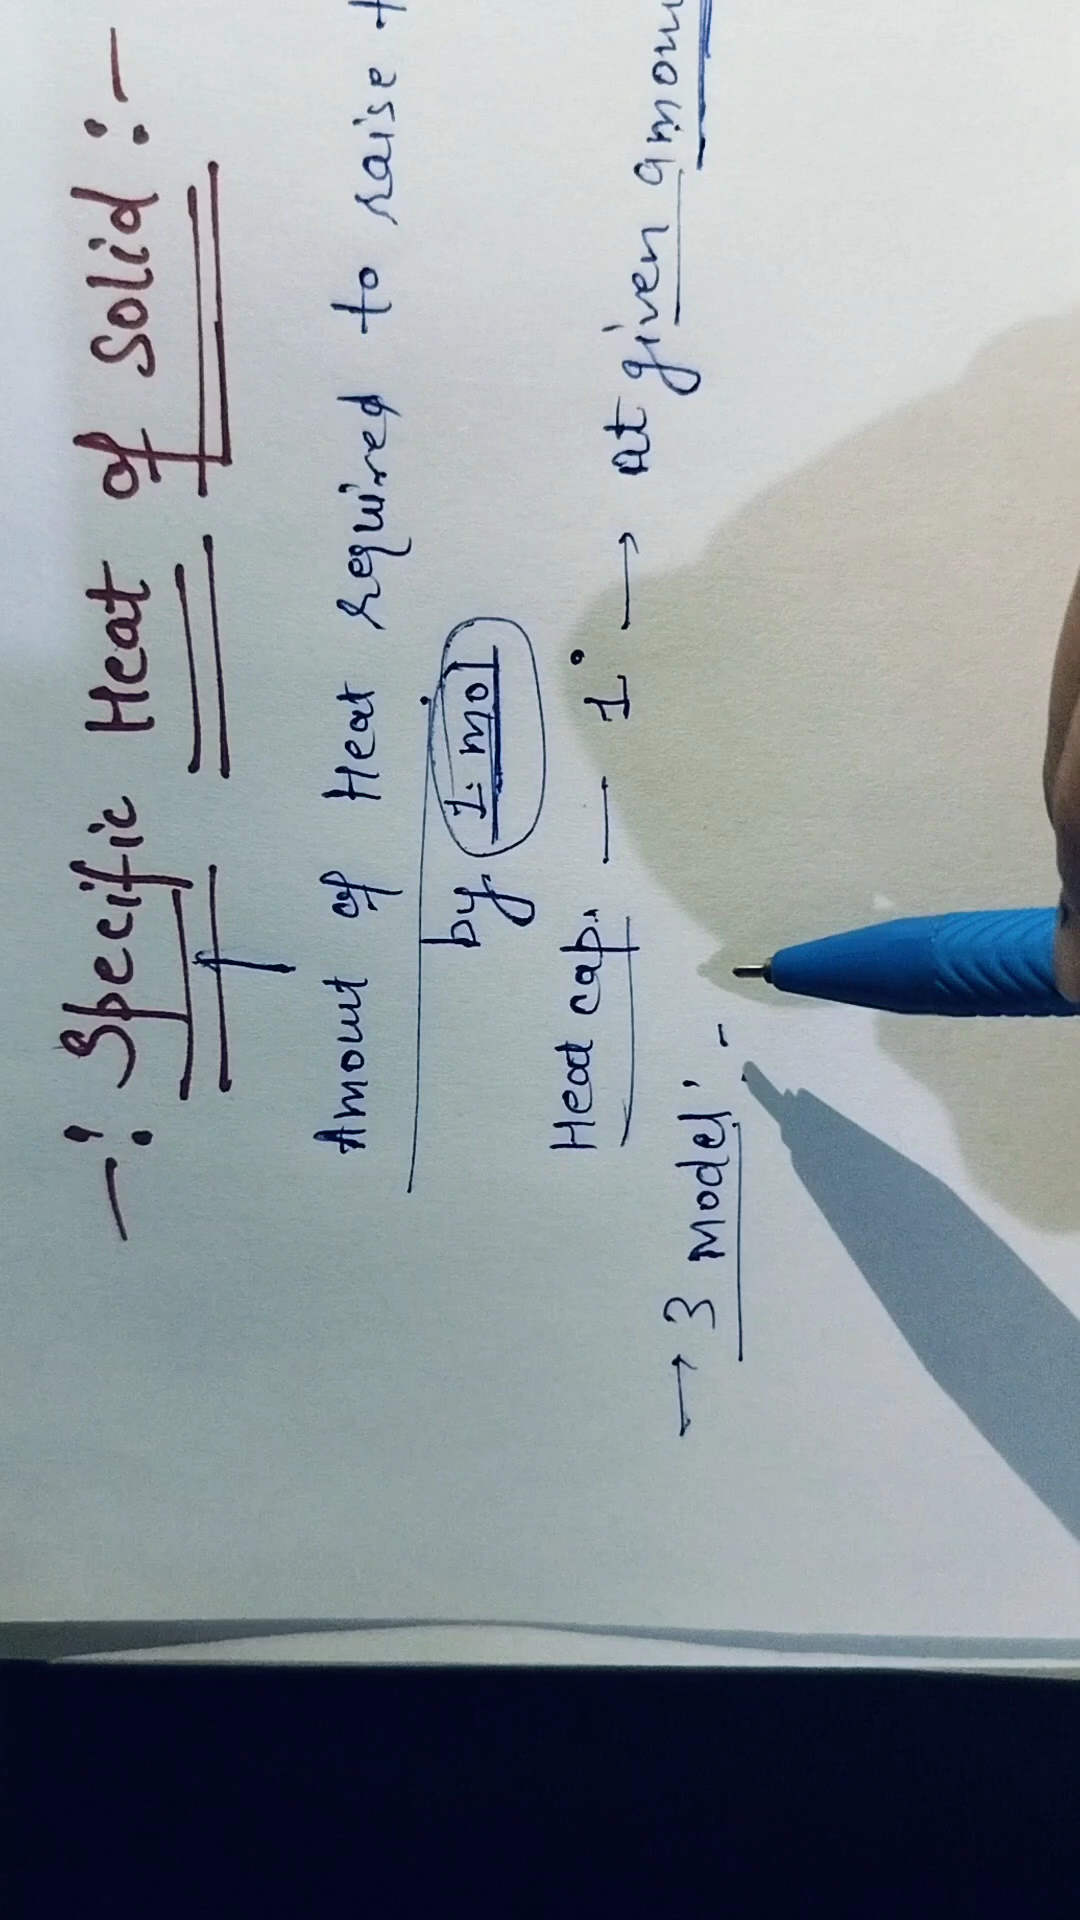 -: Specific Heat of Solid :-
Amount of Heat required to raise
by 1 mol
Heat cap. — 1° → at given amoun
→ 3 model :-